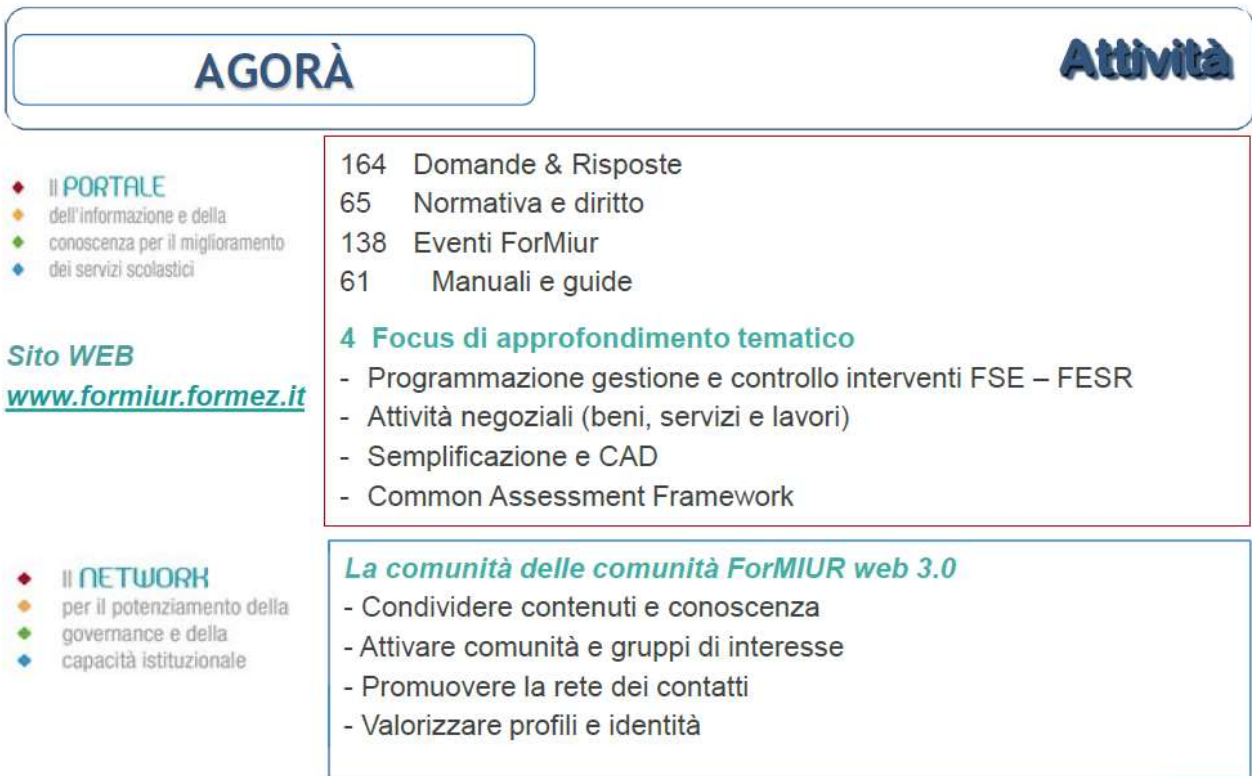 AGORÀ
Attività
Il PORTALE
dell'informazione e della
conoscenza per il miglioramento
dei servizi scolastici
Sito WEB
www.formiur.formez.it
164 Domande & Risposte
65 Normativa e diritto
138 Eventi ForMiur
61 Manuali e guide
4 Focus di approfondimento tematico
- Programmazione gestione e controllo interventi FSE – FESR
- Attività negoziali (beni, servizi e lavori)
- Semplificazione e CAD
- Common Assessment Framework
Il NETWORK
per il potenziamento della
governance e della
capacità istituzionale
La comunità delle comunità ForMIUR web 3.0
- Condividere contenuti e conoscenza
- Attivare comunità e gruppi di interesse
- Promuovere la rete dei contatti
- Valorizzare profili e identità